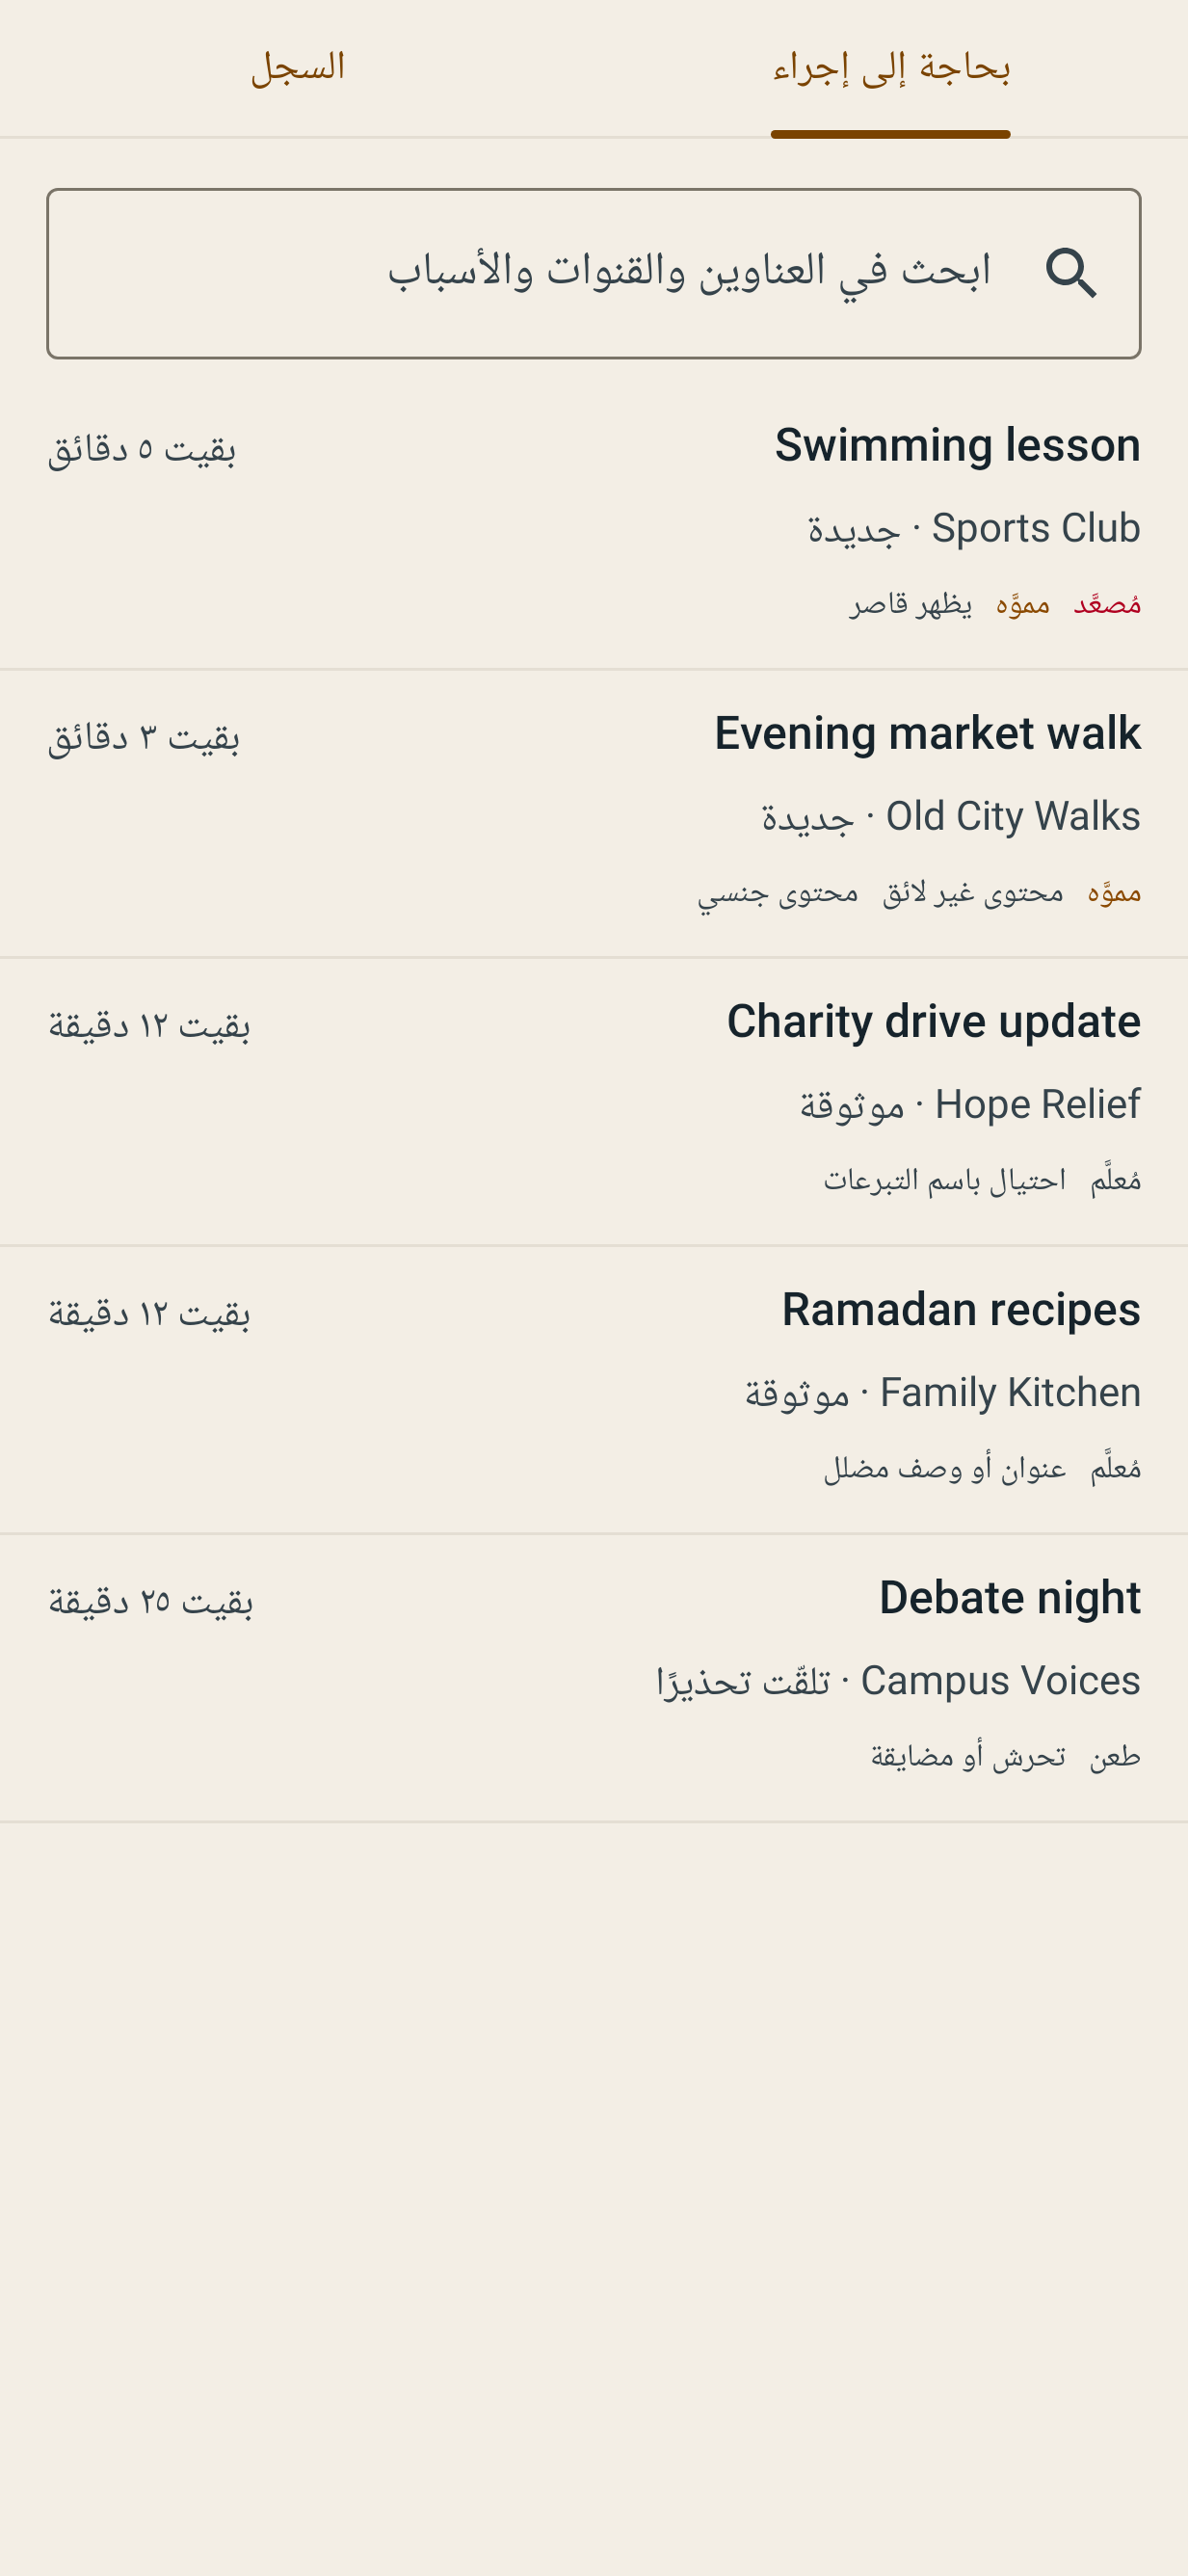 بحاجة إلى إجراء
السجل
ابحث في العناوين والقنوات والأسباب
Swimming lesson
بقيت ٥ دقائق
Sports Club · جديدة
مُصعَّد مموَّه يظهر قاصر
Evening market walk
بقيت ٣ دقائق
Old City Walks · جديدة
مموَّه محتوى غير لائق محتوى جنسي
Charity drive update
بقيت ١٢ دقيقة
Hope Relief · موثوقة
مُعلَّم احتيال باسم التبرعات
Ramadan recipes
بقيت ١٢ دقيقة
Family Kitchen · موثوقة
مُعلَّم عنوان أو وصف مضلل
Debate night
بقيت ٢٥ دقيقة
Campus Voices · تلقّت تحذيرًا
طعن تحرش أو مضايقة